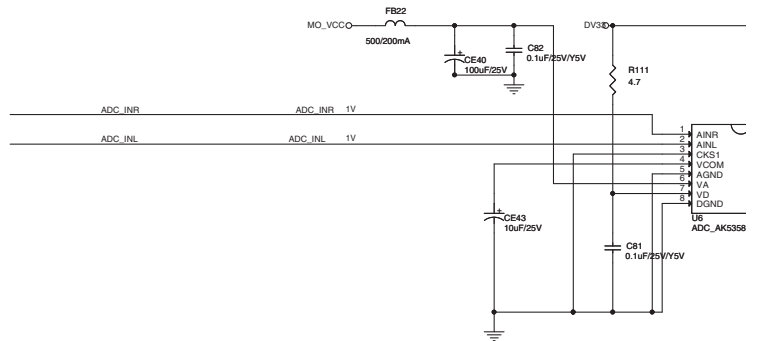 FB22
MO_VCC
DV33
500/200mA
C82
0.1uF/25V/Y5V
+
CE40
100uF/25V
R111
4.7
ADC_INR ADC_INR 1V
ADC_INL ADC_INL 1V
1 AINR
2 AINL
3 CKS1
4 VCOM
5 AGND
6 VA
7 VD
8 DGND
U6
ADC_AK5358
+
CE43
10uF/25V
C81
0.1uF/25V/Y5V